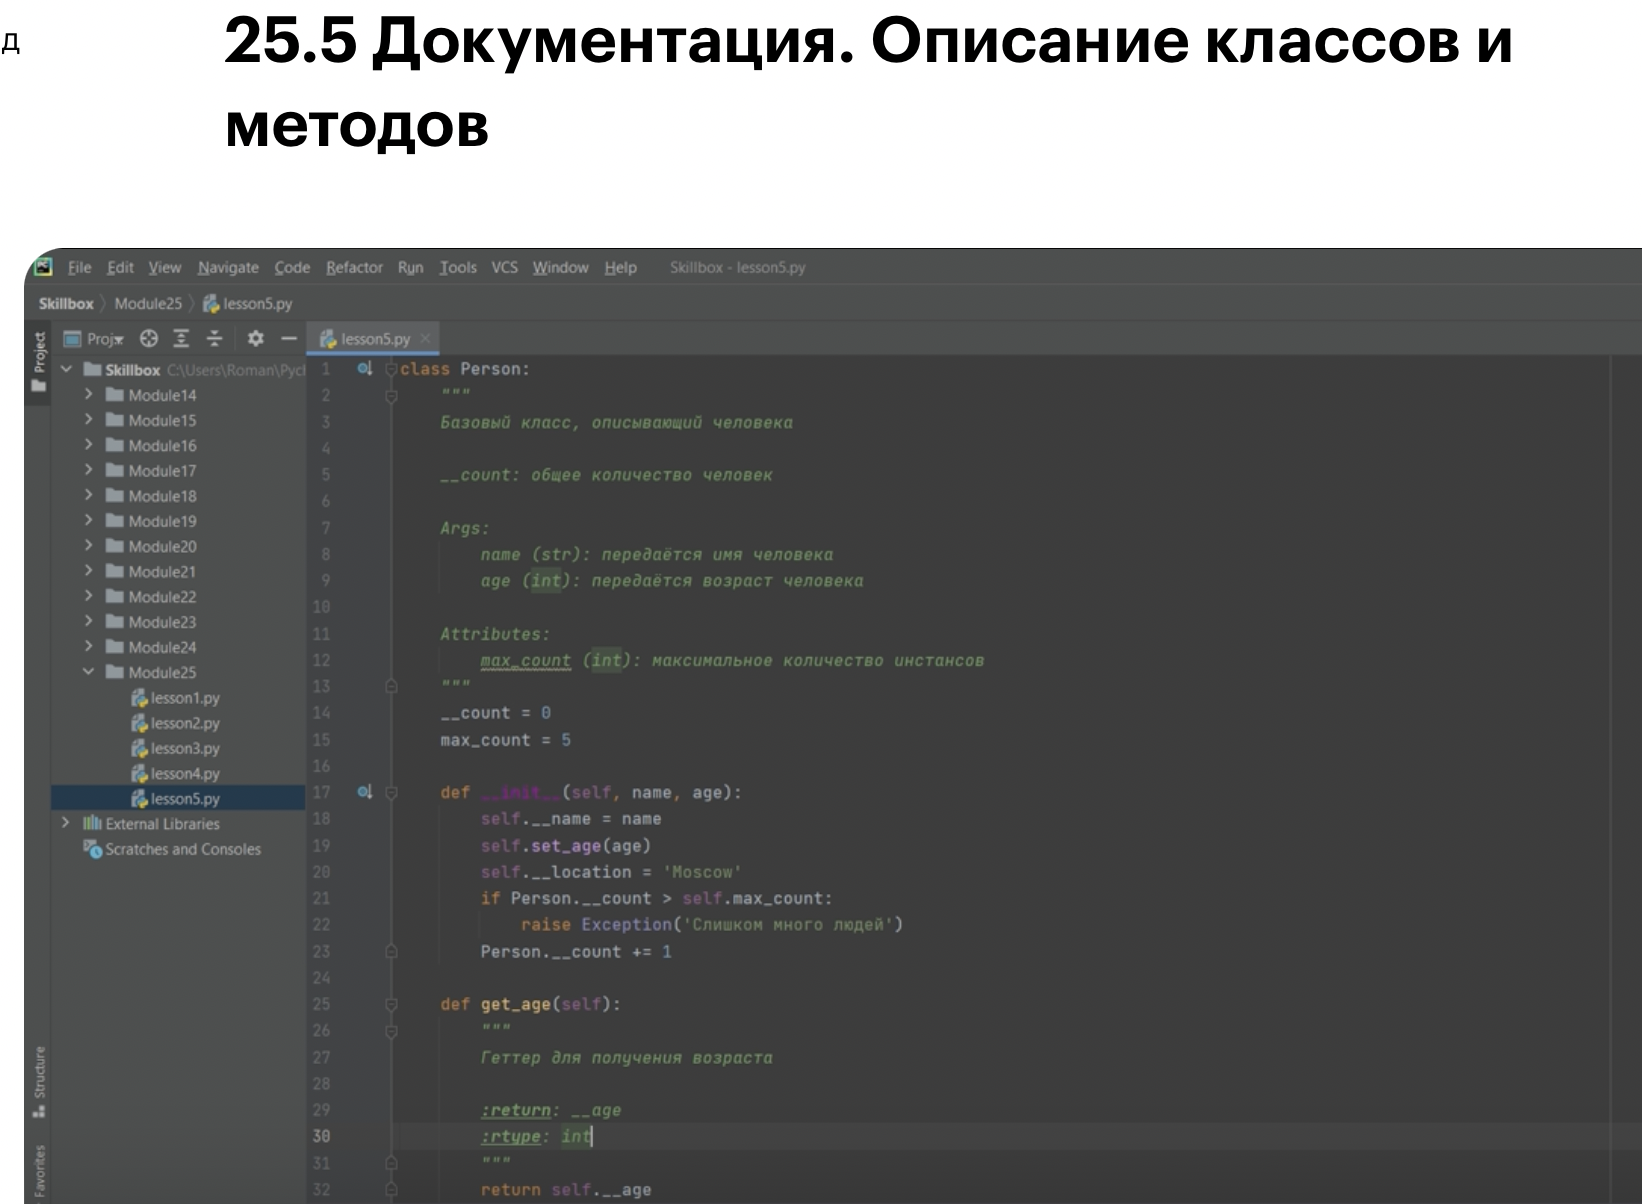 д
25.5 Документация. Описание классов и
методов
File Edit View Navigate Code Refactor Run Tools VCS Window Help Skillbox - lesson5.py
Skillbox Module25 lesson5.py
Project
lesson5.py
Skillbox C:\Users\Roman\Pycl
Module14
Module15
Module16
Module17
Module18
Module19
Module20
Module21
Module22
Module23
Module24
Module25
lesson1.py
lesson2.py
lesson3.py
lesson4.py
lesson5.py
External Libraries
Scratches and Consoles
Structure
Favorites
1 class Person:
2 """
3 Базовый класс, описывающий человека
4
5 __count: общее количество человек
6
7 Args:
8 name (str): передаётся имя человека
9 age (int): передаётся возраст человека
10
11 Attributes:
12 max_count (int): максимальное количество инстансов
13 """
14 __count = 0
15 max_count = 5
16
17 def __init__(self, name, age):
18 self.__name = name
19 self.set_age(age)
20 self.__location = 'Moscow'
21 if Person.__count > self.max_count:
22 raise Exception('Слишком много людей')
23 Person.__count += 1
24
25 def get_age(self):
26 """
27 Геттер для получения возраста
28
29 :return: __age
30 :rtype: int
31 """
32 return self.__age